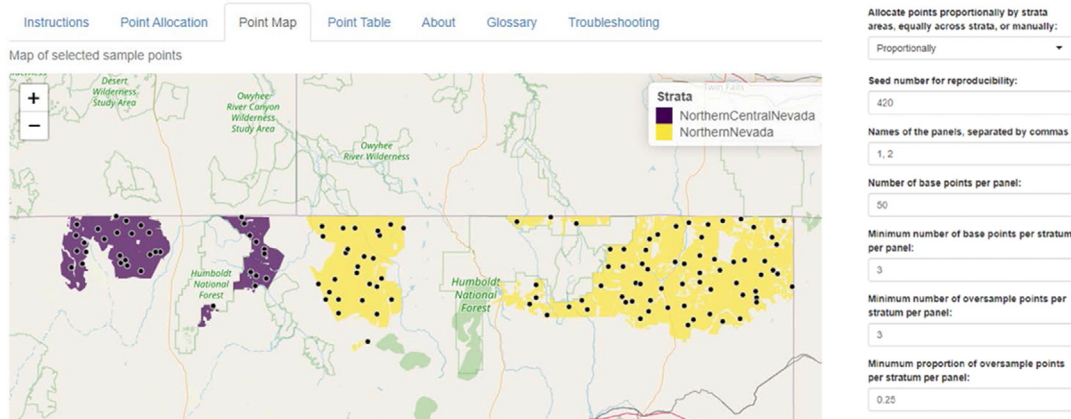 Instructions
Point Allocation
Point Map
Point Table
About
Glossary
Troubleshooting
Map of selected sample points
+
−
Desert
Wilderness
Study Area
Owyhee
River Canyon
Wilderness
Study Area
Owyhee
River Wilderness
Humboldt
National
Forest
Humboldt
National
Forest
Twin Falls
Strata
NorthernCentralNevada
NorthernNevada
Allocate points proportionally by strata
areas, equally across strata, or manually:
Proportionally
Seed number for reproducibility:
420
Names of the panels, separated by commas
1, 2
Number of base points per panel:
50
Minimum number of base points per stratum
per panel:
3
Minimum number of oversample points per
stratum per panel:
3
Minumum proportion of oversample points
per stratum per panel:
0.25